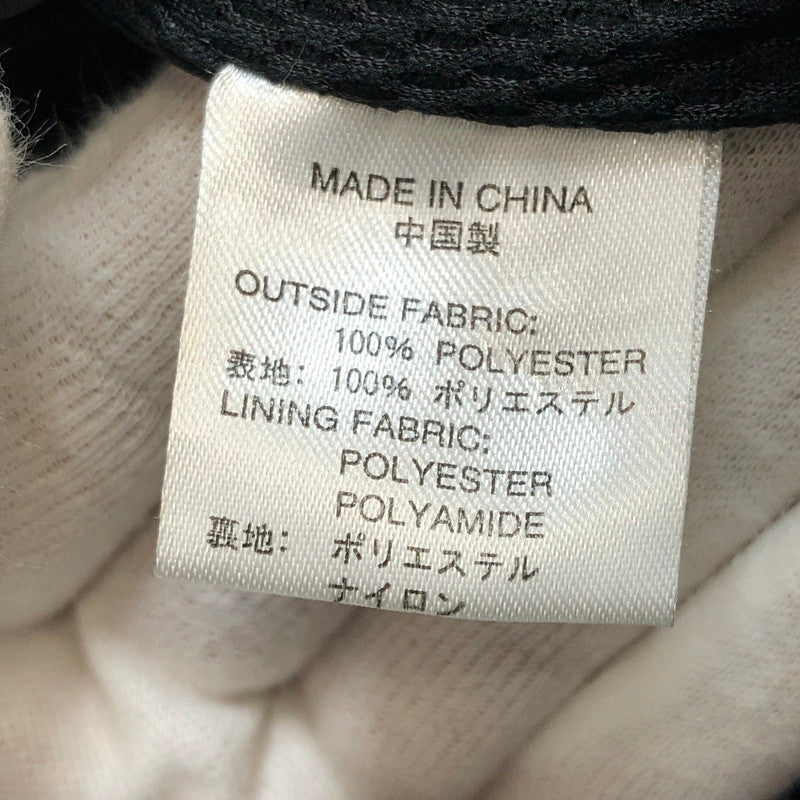 MADE IN CHINA
中国製
OUTSIDE FABRIC:
100% POLYESTER
表地: 100% ポリエステル
LINING FABRIC:
POLYESTER
POLYAMIDE
裏地: ポリエステル
ナイロン